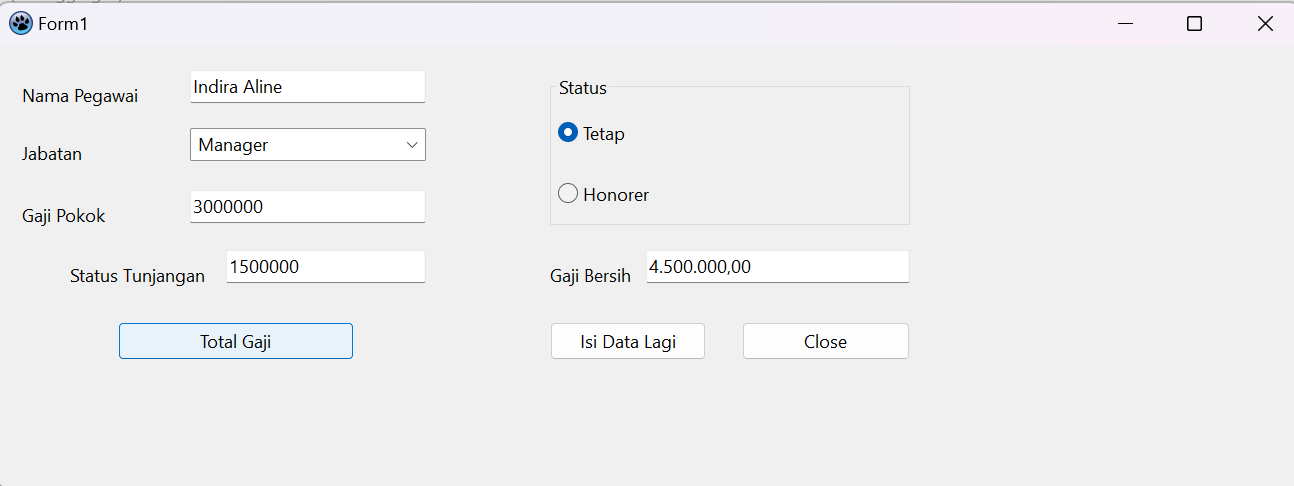 Form1
Nama Pegawai
Indira Aline
Jabatan
Manager
Gaji Pokok
3000000
Status Tunjangan
1500000
Total Gaji
Status
Tetap
Honorer
Gaji Bersih
4.500.000,00
Isi Data Lagi
Close